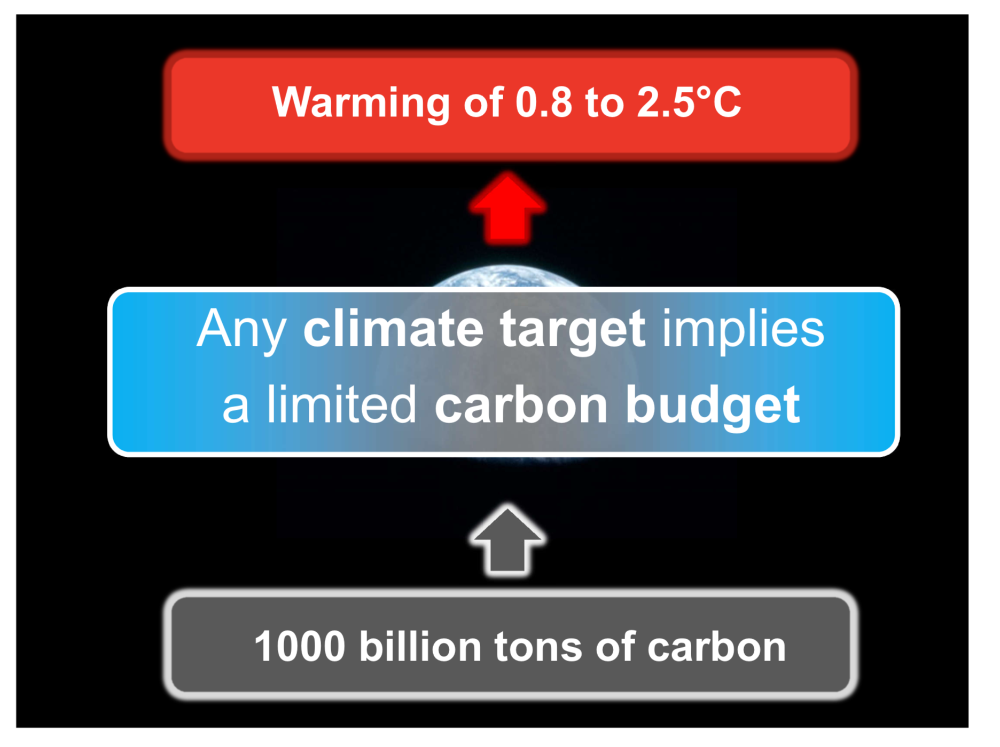 Warming of 0.8 to 2.5°C
Any climate target implies
a limited carbon budget
1000 billion tons of carbon